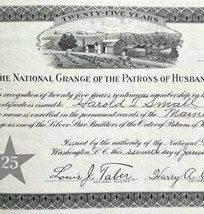 TWENTY-FIVE YEARS
THE NATIONAL GRANGE OF THE PATRONS OF HUSBAN
recognition of twenty five years continuous membership
certificate is issued to Harold T. Small
name is enrolled in the permanent records of the Maine
age as one of the Silver Star Builders of the Order of Patrons of
Issued by the authority of the National
Washington, D.C. this seventh day of Janu
25
Louis J. Taber Harry A.
NATIONAL MASTER